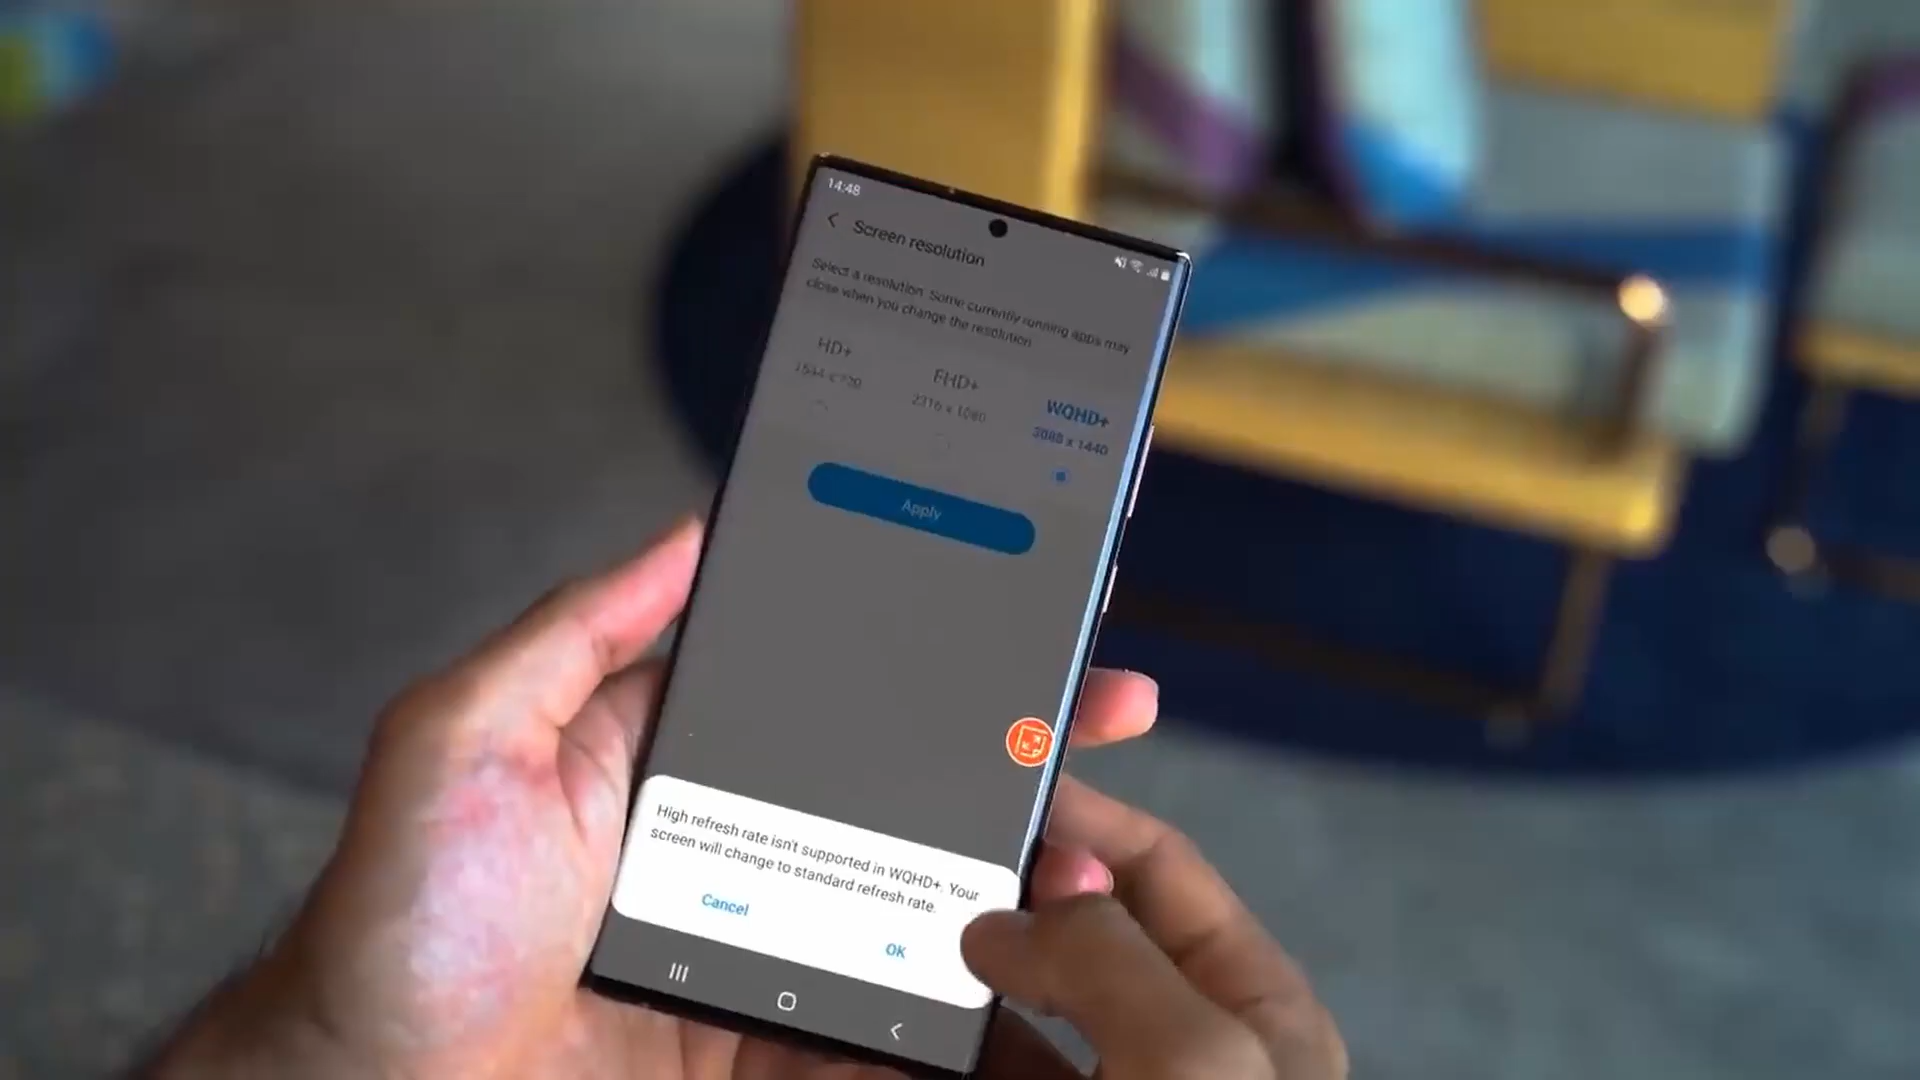 14:48
Screen resolution
Select a resolution. Some currently running apps may
close when you change the resolution.
HD+
FHD+
WQHD+
1544 x 720
2316 x 1080
3088 x 1440
Apply
High refresh rate isn't supported in WQHD+. Your
screen will change to standard refresh rate.
Cancel
OK